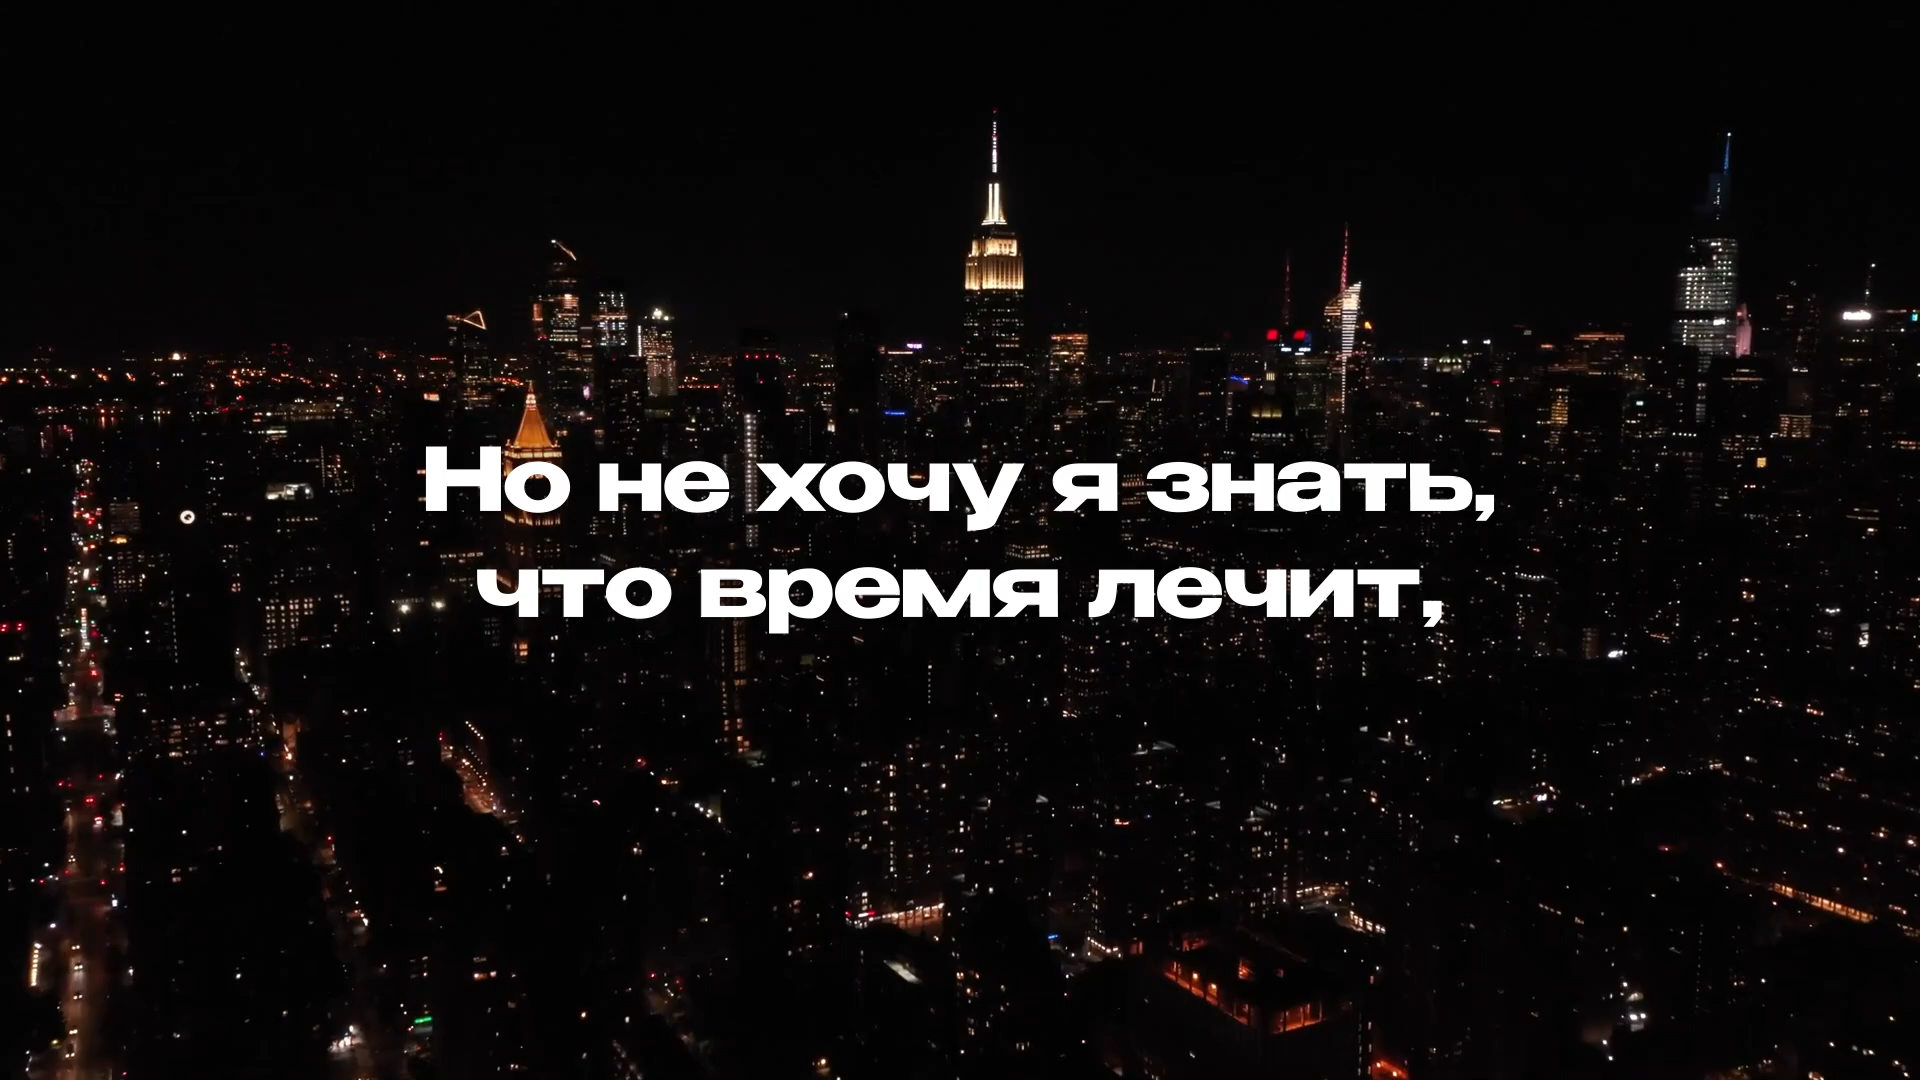 Но не хочу я знать,
что время лечит,